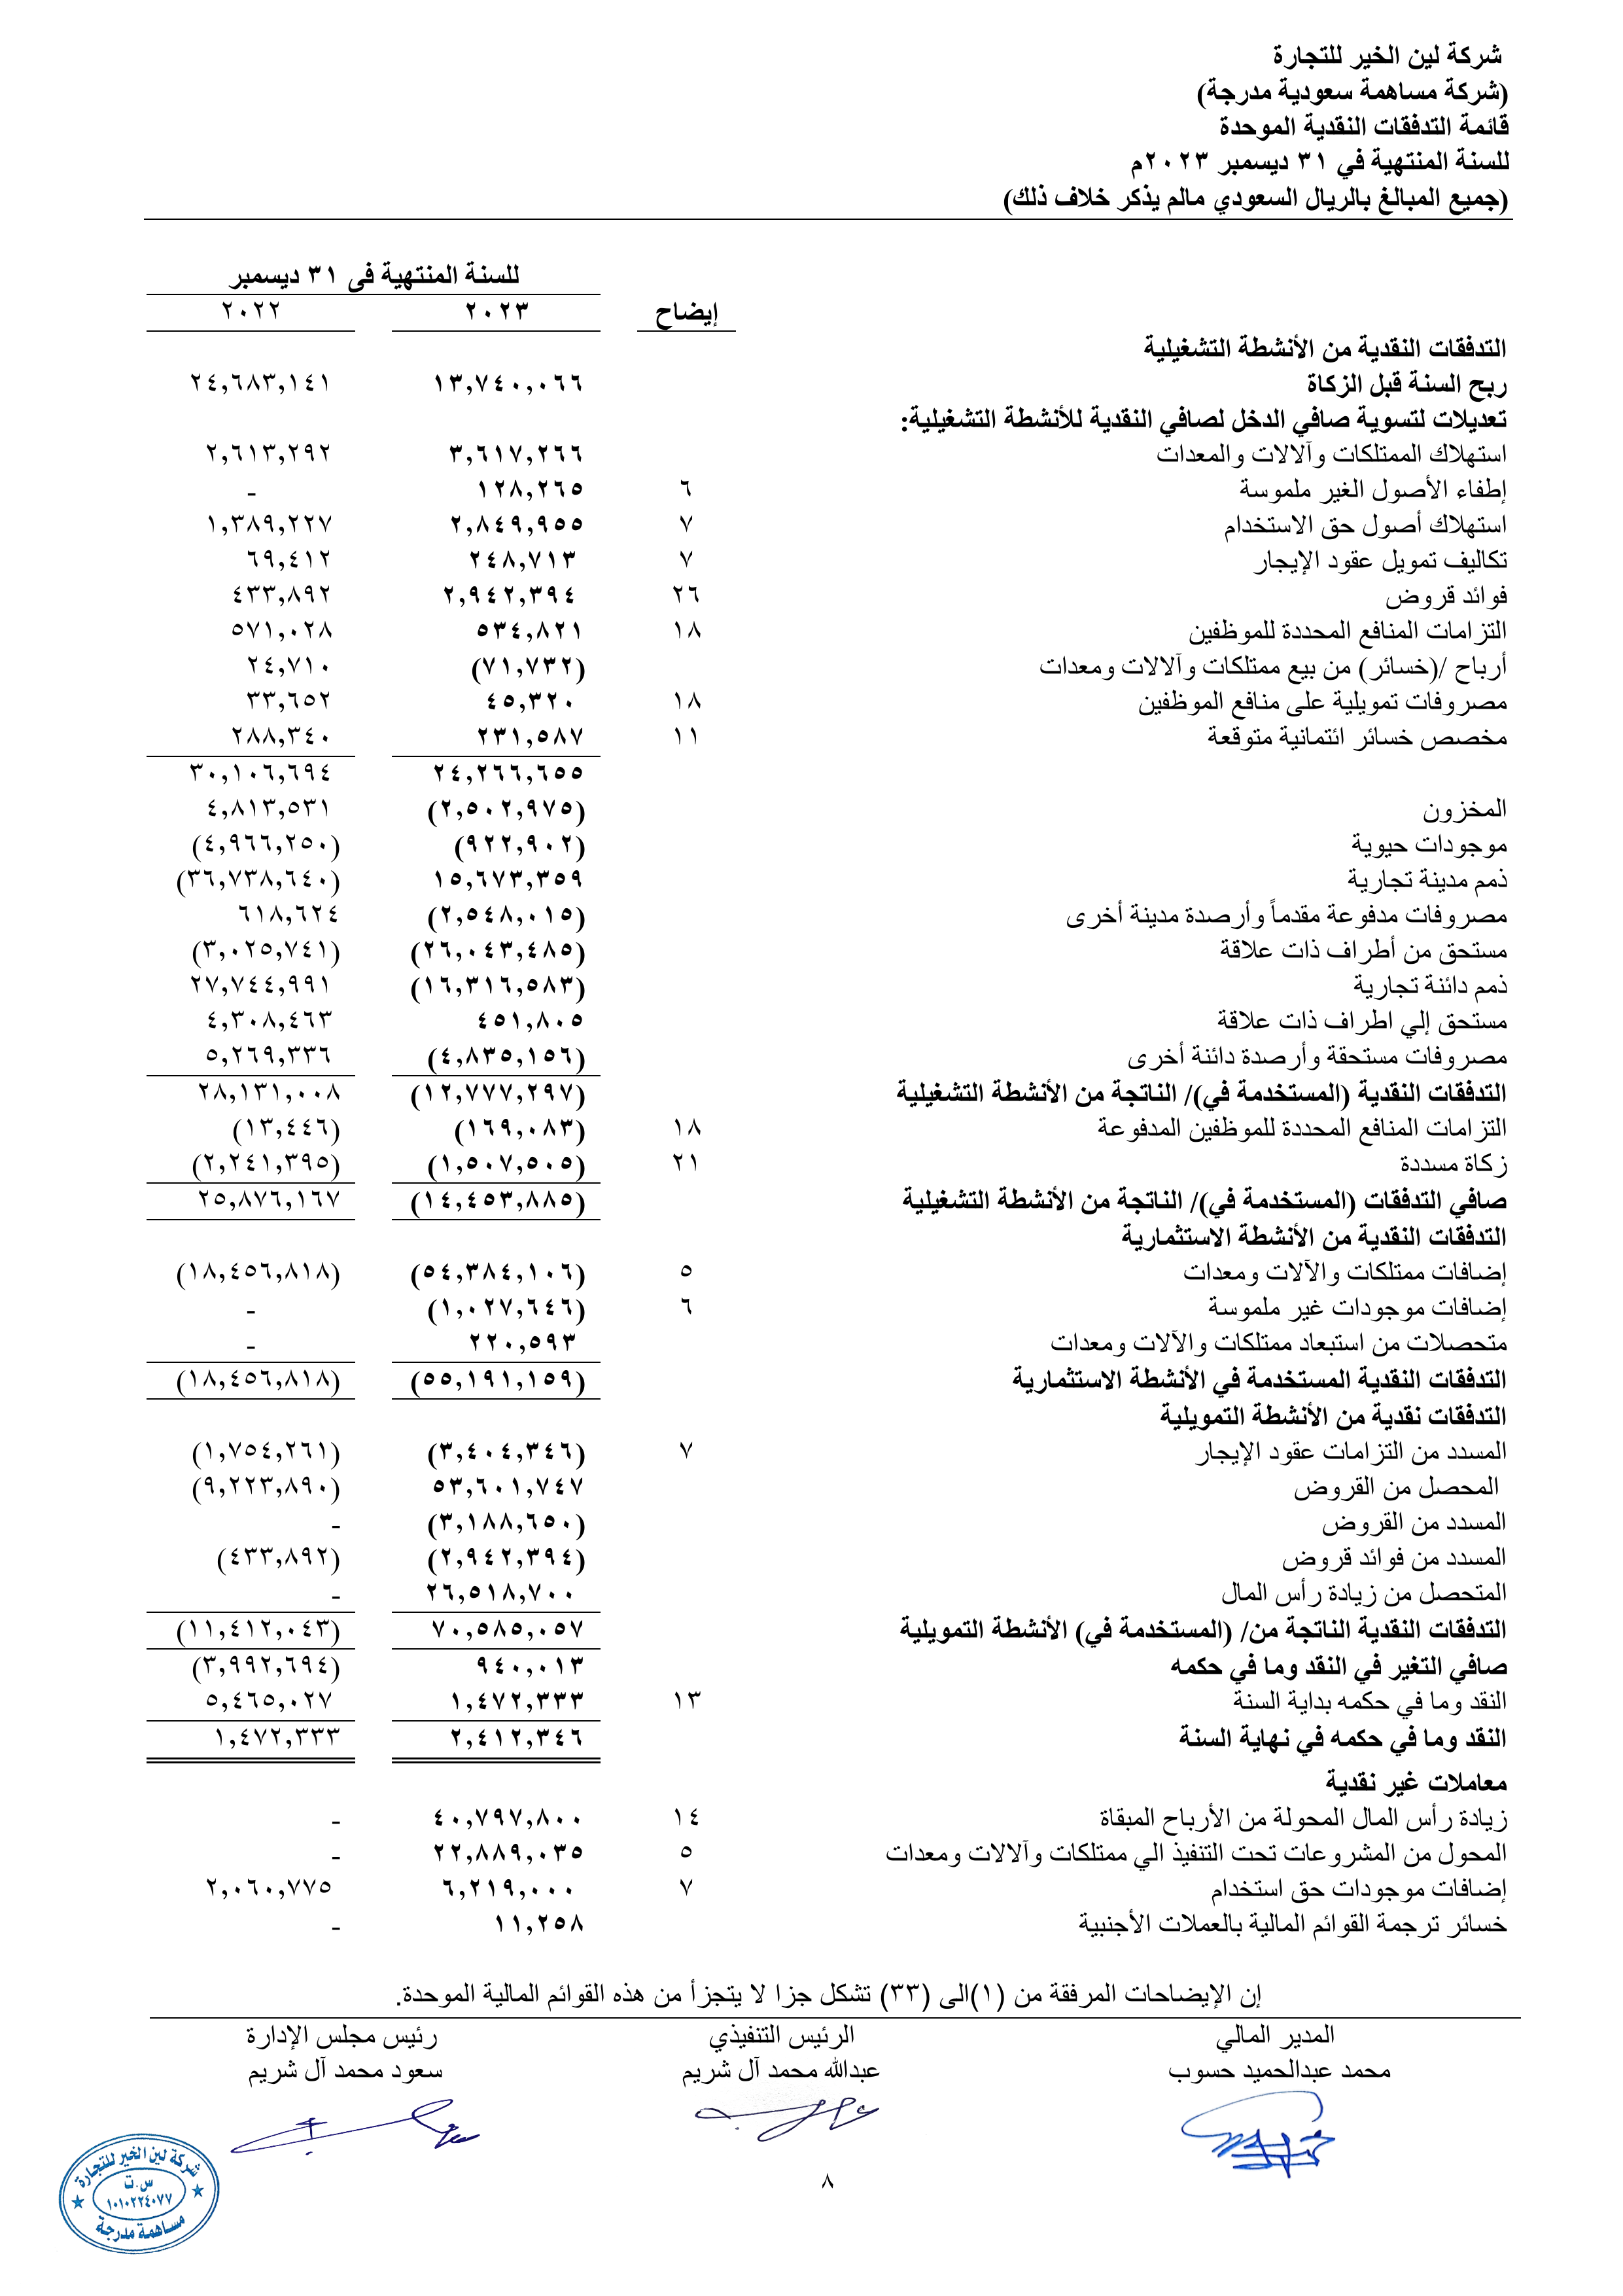 شركة لين الخير للتجارة
(شركة مساهمة سعودية مدرجة)
قائمة التدفقات النقدية الموحدة
للسنة المنتهية في ٣١ ديسمبر ٢٠٢٣م
(جميع المبالغ بالريال السعودي مالم يذكر خلاف ذلك)
للسنة المنتهية في ٣١ ديسمبر
إيضاح ٢٠٢٣ ٢٠٢٢
التدفقات النقدية من الأنشطة التشغيلية
ربح السنة قبل الزكاة ١٣,٧٤٠,٠٦٦ ٢٤,٦٨٣,١٤١
تعديلات لتسوية صافي الدخل لصافي النقدية للأنشطة التشغيلية:
استهلاك الممتلكات وآلالات والمعدات ٣,٦١٧,٢٦٦ ٢,٦١٣,٢٩٢
إطفاء الأصول الغير ملموسة ٦ ١٢٨,٢٦٥ -
استهلاك أصول حق الاستخدام ٧ ٢,٨٤٩,٩٥٥ ١,٣٨٩,٢٢٧
تكاليف تمويل عقود الإيجار ٧ ٢٤٨,٧١٣ ٦٩,٤١٢
فوائد قروض ٢٦ ٢,٩٤٢,٣٩٤ ٤٣٣,٨٩٢
التزامات المنافع المحددة للموظفين ١٨ ٥٣٤,٨٢١ ٥٧١,٠٢٨
أرباح /(خسائر) من بيع ممتلكات وآلالات ومعدات (٧١,٧٣٢) ٢٤,٧١٠
مصروفات تمويلية على منافع الموظفين ١٨ ٤٥,٣٢٠ ٣٣,٦٥٢
مخصص خسائر ائتمانية متوقعة ١١ ٢٣١,٥٨٧ ٢٨٨,٣٤٠
٢٤,٢٦٦,٦٥٥ ٣٠,١٠٦,٦٩٤
المخزون (٢,٥٠٢,٩٧٥) ٤,٨١٣,٥٣١
موجودات حيوية (٩٢٢,٩٠٢) (٤,٩٦٦,٢٥٠)
ذمم مدينة تجارية ١٥,٦٧٣,٣٥٩ (٣٦,٧٣٨,٦٤٠)
مصروفات مدفوعة مقدماً وأرصدة مدينة أخرى (٢,٥٤٨,٠١٥) ٦١٨,٦٢٤
مستحق من أطراف ذات علاقة (٢٦,٠٤٣,٤٨٥) (٣,٠٢٥,٧٤١)
ذمم دائنة تجارية (١٦,٣١٦,٥٨٣) ٢٧,٧٤٤,٩٩١
مستحق إلي اطراف ذات علاقة ٤٥١,٨٠٥ ٤,٣٠٨,٤٦٣
مصروفات مستحقة وأرصدة دائنة أخرى (٤,٨٣٥,١٥٦) ٥,٢٦٩,٣٣٦
التدفقات النقدية (المستخدمة في)/ الناتجة من الأنشطة التشغيلية (١٢,٧٧٧,٢٩٧) ٢٨,١٣١,٠٠٨
التزامات المنافع المحددة للموظفين المدفوعة ١٨ (١٦٩,٠٨٣) (١٣,٤٤٦)
زكاة مسددة ٢١ (١,٥٠٧,٥٠٥) (٢,٢٤١,٣٩٥)
صافي التدفقات (المستخدمة في)/ الناتجة من الأنشطة التشغيلية (١٤,٤٥٣,٨٨٥) ٢٥,٨٧٦,١٦٧
التدفقات النقدية من الأنشطة الاستثمارية
إضافات ممتلكات والآلات ومعدات ٥ (٥٤,٣٨٤,١٠٦) (١٨,٤٥٦,٨١٨)
إضافات موجودات غير ملموسة ٦ (١,٠٢٧,٦٤٦) -
متحصلات من استبعاد ممتلكات والآلات ومعدات ٢٢٠,٥٩٣ -
التدفقات النقدية المستخدمة في الأنشطة الاستثمارية (٥٥,١٩١,١٥٩) (١٨,٤٥٦,٨١٨)
التدفقات نقدية من الأنشطة التمويلية
المسدد من التزامات عقود الإيجار ٧ (٣,٤٠٤,٣٤٦) (١,٧٥٤,٢٦١)
المحصل من القروض ٥٣,٦٠١,٧٤٧ (٩,٢٢٣,٨٩٠)
المسدد من القروض (٣,١٨٨,٦٥٠) -
المسدد من فوائد قروض (٢,٩٤٢,٣٩٤) (٤٣٣,٨٩٢)
المتحصل من زيادة رأس المال ٢٦,٥١٨,٧٠٠ -
التدفقات النقدية الناتجة من/ (المستخدمة في) الأنشطة التمويلية ٧٠,٥٨٥,٠٥٧ (١١,٤١٢,٠٤٣)
صافي التغير في النقد وما في حكمه ٩٤٠,٠١٣ (٣,٩٩٢,٦٩٤)
النقد وما في حكمه بداية السنة ١٣ ١,٤٧٢,٣٣٣ ٥,٤٦٥,٠٢٧
النقد وما في حكمه في نهاية السنة ٢,٤١٢,٣٤٦ ١,٤٧٢,٣٣٣
معاملات غير نقدية
زيادة رأس المال المحولة من الأرباح المبقاة ١٤ ٤٠,٧٩٧,٨٠٠ -
المحول من المشروعات تحت التنفيذ الي ممتلكات وآلالات ومعدات ٥ ٢٢,٨٨٩,٠٣٥ -
إضافات موجودات حق استخدام ٧ ٦,٢١٩,٠٠٠ ٢,٠٦٠,٧٧٥
خسائر ترجمة القوائم المالية بالعملات الأجنبية ١١,٢٥٨ -
إن الإيضاحات المرفقة من (١)الى (٣٣) تشكل جزا لا يتجزأ من هذه القوائم المالية الموحدة.
المدير المالي الرئيس التنفيذي رئيس مجلس الإدارة
محمد عبدالحميد حسوب عبدالله محمد آل شريم سعود محمد آل شريم
شركة لين الخير للتجارة
س.ت
١٠١٠٢٢٤٠٧٧
مساهمة مدرجة
٨